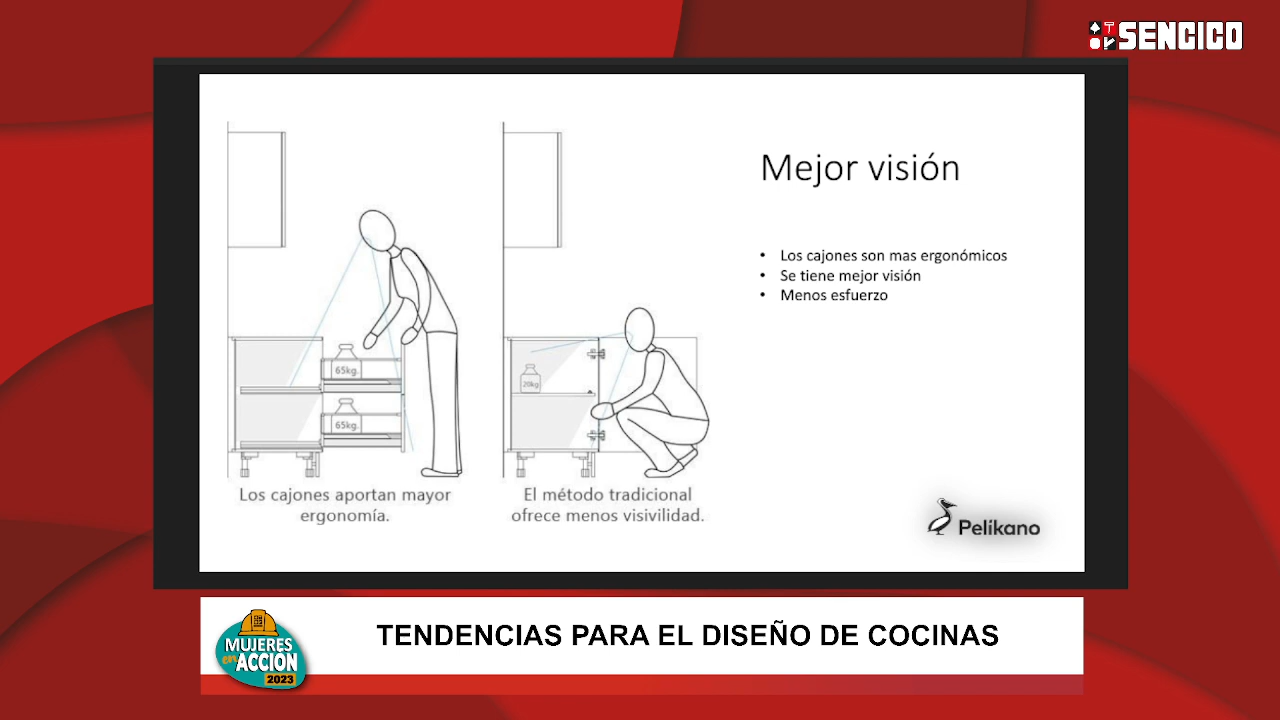 SENCICO
Mejor visión
• Los cajones son mas ergonómicos
• Se tiene mejor visión
• Menos esfuerzo
65kg.
65kg.
20kg
Los cajones aportan mayor
ergonomía.
El método tradicional
ofrece menos visivilidad.
Pelíkano
MUJERES
en ACCIÓN
2023
TENDENCIAS PARA EL DISEÑO DE COCINAS